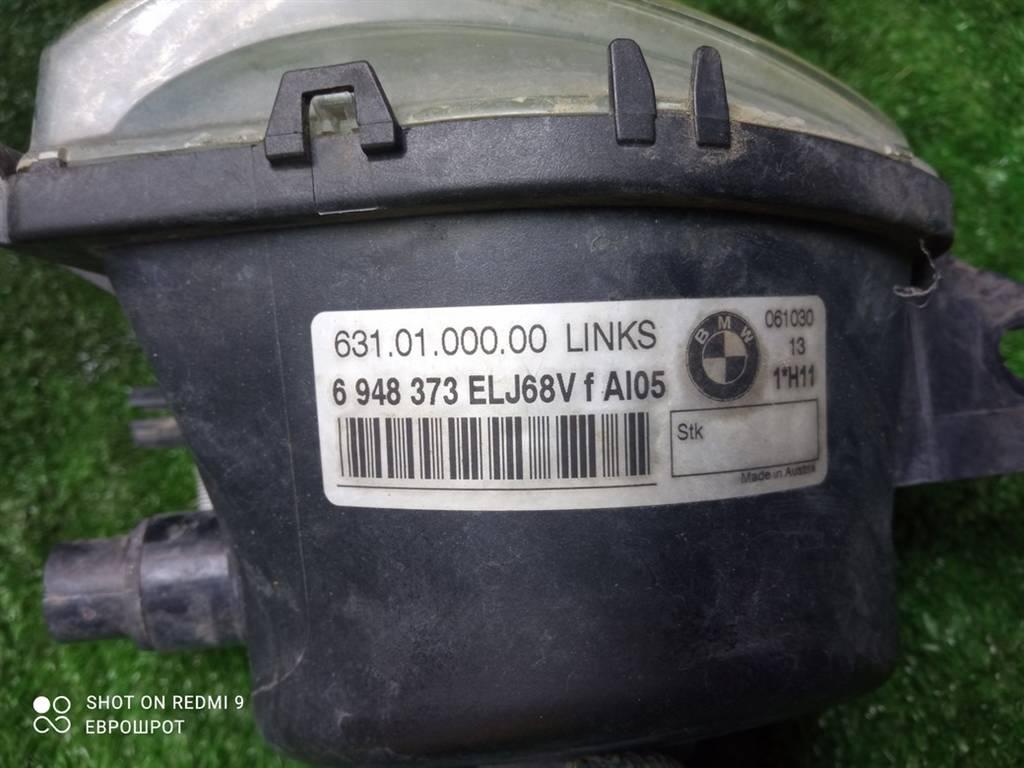 631.01.000.00 LINKS
6 948 373 ELJ68V f AI05
BMW
061030
13
1*H11
Stk
Made in Austria
SHOT ON REDMI 9
ЕВРОШРОТ